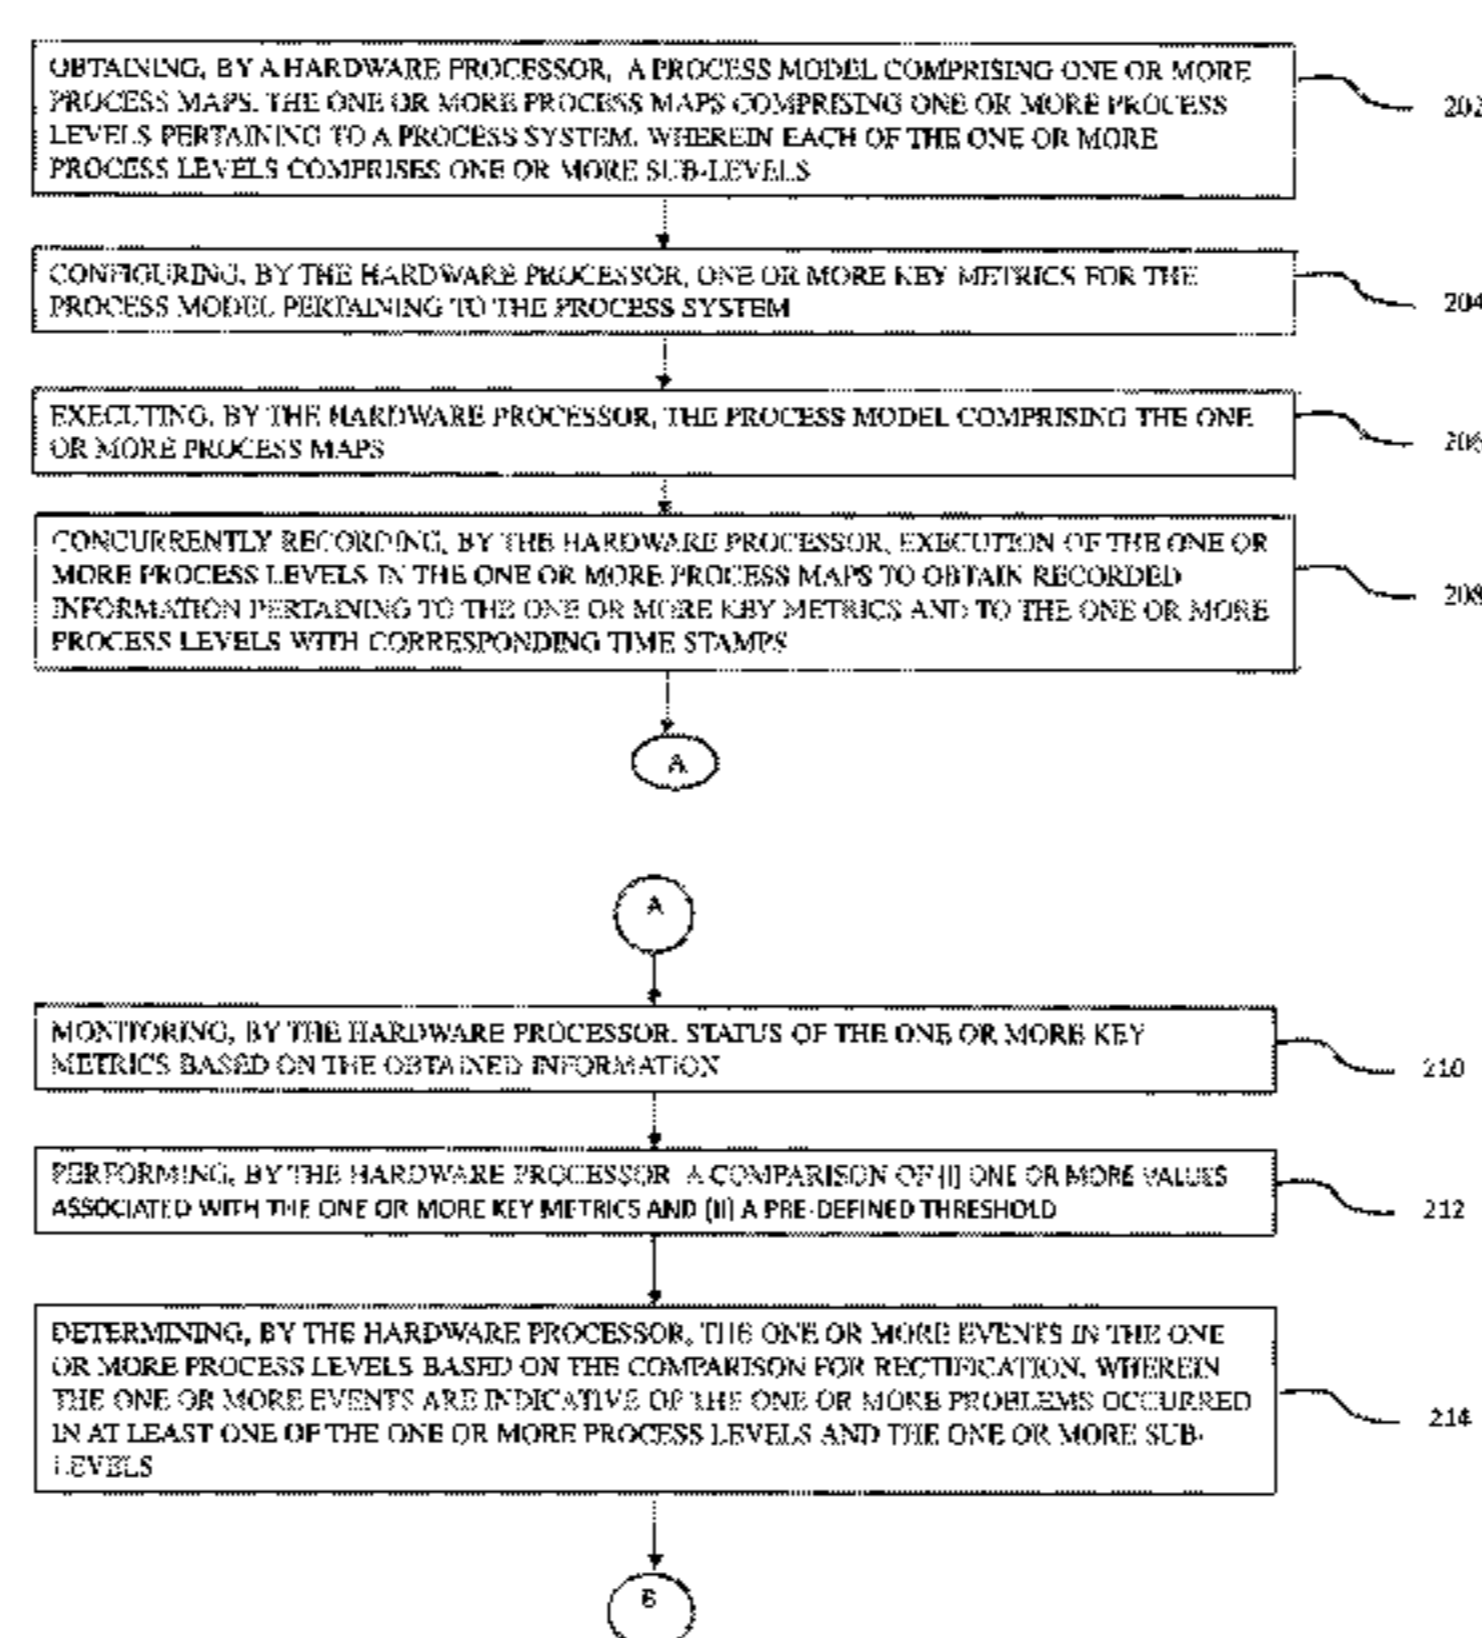 OBTAINING, BY A HARDWARE PROCESSOR, A PROCESS MODEL COMPRISING ONE OR MORE
PROCESS MAPS, THE ONE OR MORE PROCESS MAPS COMPRISING ONE OR MORE PROCESS
LEVELS PERTAINING TO A PROCESS SYSTEM, WHEREIN EACH OF THE ONE OR MORE
PROCESS LEVELS COMPRISES ONE OR MORE SUB-LEVELS
202
CONFIGURING, BY THE HARDWARE PROCESSOR, ONE OR MORE KEY METRICS FOR THE
PROCESS MODEL PERTAINING TO THE PROCESS SYSTEM
204
EXECUTING, BY THE HARDWARE PROCESSOR, THE PROCESS MODEL COMPRISING THE ONE
OR MORE PROCESS MAPS
206
CONCURRENTLY RECORDING, BY THE HARDWARE PROCESSOR, EXECUTION OF THE ONE OR
MORE PROCESS LEVELS IN THE ONE OR MORE PROCESS MAPS TO OBTAIN RECORDED
INFORMATION PERTAINING TO THE ONE OR MORE KEY METRICS AND TO THE ONE OR MORE
PROCESS LEVELS WITH CORRESPONDING TIME STAMPS
208
A
A
MONITORING, BY THE HARDWARE PROCESSOR, STATUS OF THE ONE OR MORE KEY
METRICS BASED ON THE OBTAINED INFORMATION
210
PERFORMING, BY THE HARDWARE PROCESSOR A COMPARISON OF (I) ONE OR MORE VALUES
ASSOCIATED WITH THE ONE OR MORE KEY METRICS AND (II) A PRE-DEFINED THRESHOLD
212
DETERMINING, BY THE HARDWARE PROCESSOR, THE ONE OR MORE EVENTS IN THE ONE
OR MORE PROCESS LEVELS BASED ON THE COMPARISON FOR RECTIFICATION, WHEREIN
THE ONE OR MORE EVENTS ARE INDICATIVE OF THE ONE OR MORE PROBLEMS OCCURRED
IN AT LEAST ONE OF THE ONE OR MORE PROCESS LEVELS AND THE ONE OR MORE SUB-
LEVELS
214
B